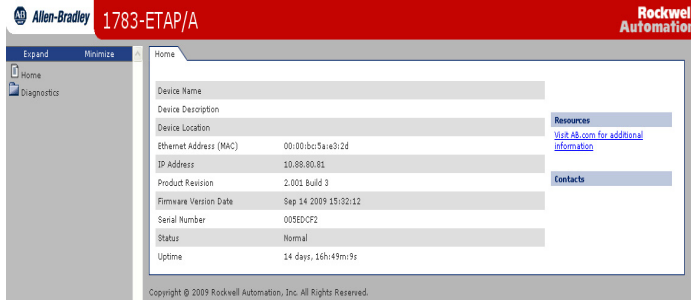 AB Allen-Bradley 1783-ETAP/A
Rockwell
Automation
Expand Minimize
Home
Diagnostics
Home
Device Name
Device Description
Device Location
Ethernet Address (MAC) 00:00:bc:5a:e3:2d
IP Address 10.88.80.81
Product Revision 2.001 Build 3
Firmware Version Date Sep 14 2009 15:32:12
Serial Number 005EDCF2
Status Normal
Uptime 14 days, 16h:49m:9s
Resources
Visit AB.com for additional
information
Contacts
Copyright © 2009 Rockwell Automation, Inc. All Rights Reserved.